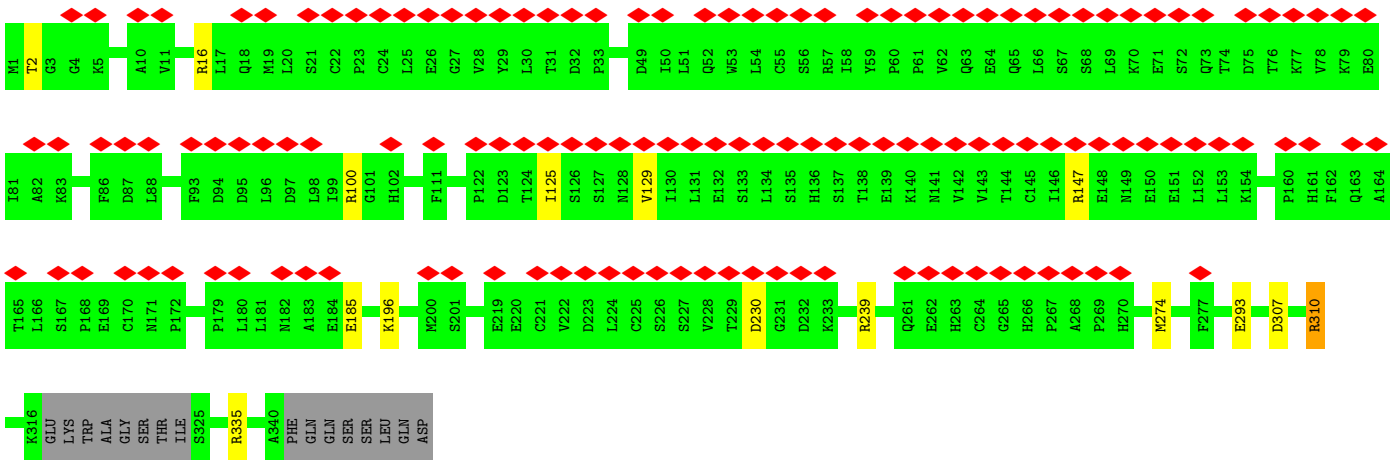 M1 T2 G3 G4 K5 A10 V11 R16 L17 Q18 M19 L20 S21 C22 P23 C24 L25 E26 G27 V28 Y29 L30 T31 D32 P33 D49 I50 L51 Q52 W53 L54 C55 S56 R57 I58 Y59 P60 P61 V62 Q63 E64 Q65 L66 S67 S68 L69 K70 E71 S72 Q73 T74 D75 T76 K77 V78 K79 E80
I81 A82 K83 F86 D87 L88 F93 D94 D95 L96 D97 L98 I99 R100 G101 H102 F111 P122 D123 T124 I125 S126 S127 N128 V129 I130 L131 E132 S133 L134 S135 H136 S137 T138 E139 K140 N141 V142 V143 T144 C145 I146 R147 E148 N149 E150 E151 L152 L153 K154 P160 H161 F162 Q163 A164
T165 L166 S167 P168 E169 C170 N171 P172 P179 L180 L181 N182 A183 E184 E185 K196 M200 S201 E219 E220 C221 V222 D223 L224 C225 S226 S227 V228 T229 D230 G231 D232 K233 R239 Q261 E262 H263 C264 G265 H266 P267 A268 P269 H270 M274 F277 E293 D307 R310
K316 GLU LYS TRP ALA GLY SER THR ILE S325 R335 A340 PHE GLN GLN SER SER LEU GLN ASP